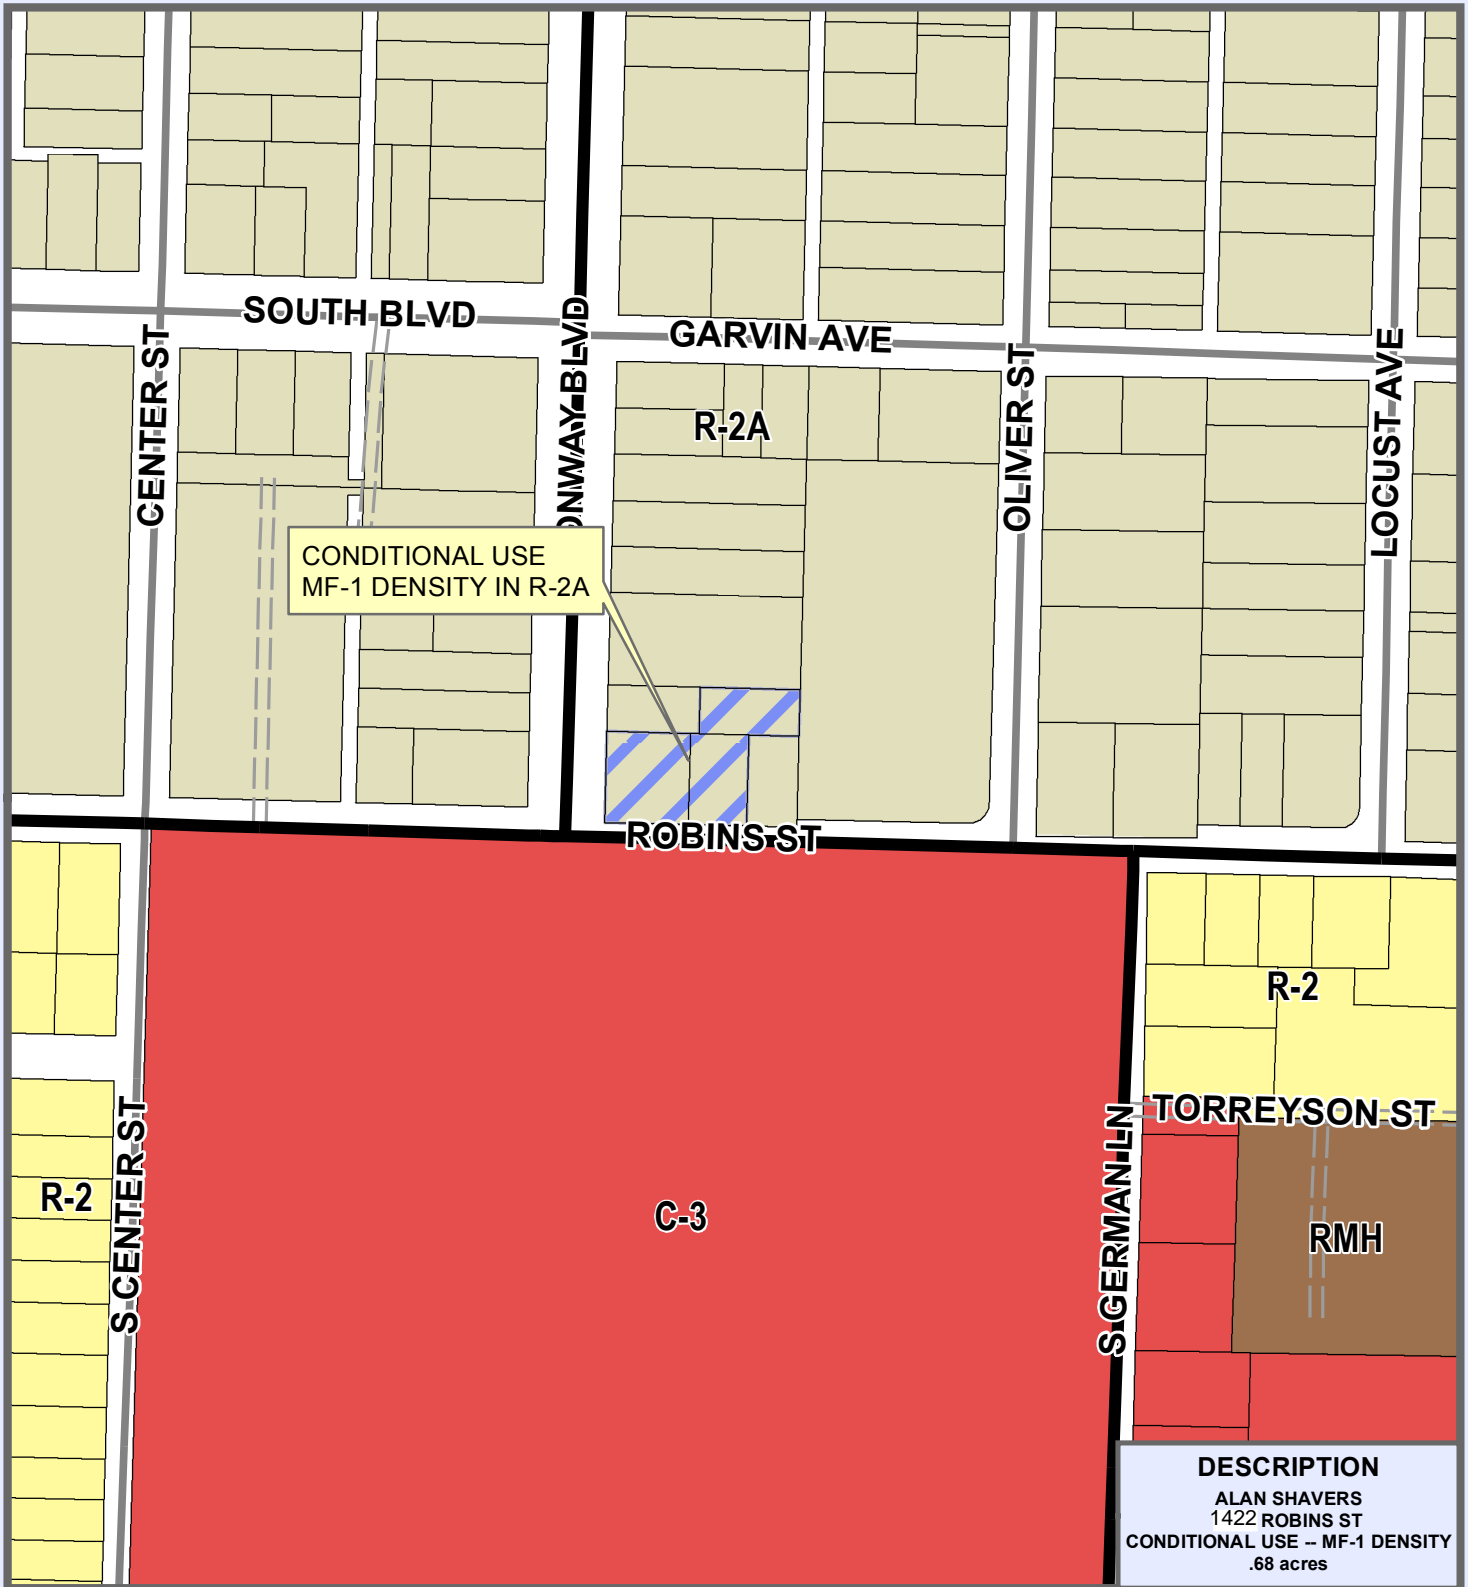 SOUTH BLVD
GARVIN AVE
CENTER ST
ONWAY BLVD
R-2A
OLIVER ST
LOCUST AVE
CONDITIONAL USE
MF-1 DENSITY IN R-2A
ROBINS ST
R-2
TORREYSON ST
S CENTER ST
R-2
C-3
S GERMAN LN
RMH
DESCRIPTION
ALAN SHAVERS
1422 ROBINS ST
CONDITIONAL USE -- MF-1 DENSITY
.68 acres